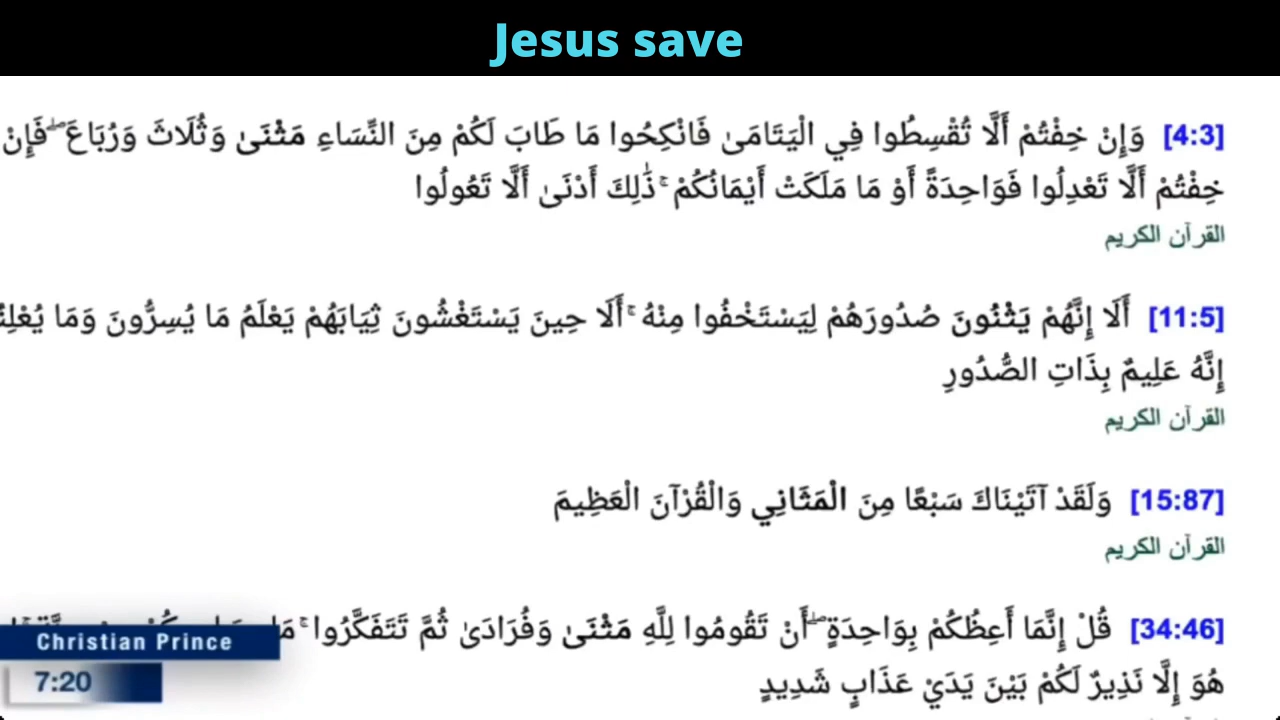 Jesus save
[4:3] وَإِنْ خِفْتُمْ أَلَّا تُقْسِطُوا فِي الْيَتَامَىٰ فَانْكِحُوا مَا طَابَ لَكُمْ مِنَ النِّسَاءِ مَثْنَىٰ وَثُلَاثَ وَرُبَاعَ ۖ فَإِنْ
خِفْتُمْ أَلَّا تَعْدِلُوا فَوَاحِدَةً أَوْ مَا مَلَكَتْ أَيْمَانُكُمْ ۚ ذَٰلِكَ أَدْنَىٰ أَلَّا تَعُولُوا
القرآن الكريم
[11:5] أَلَا إِنَّهُمْ يَثْنُونَ صُدُورَهُمْ لِيَسْتَخْفُوا مِنْهُ ۚ أَلَا حِينَ يَسْتَغْشُونَ ثِيَابَهُمْ يَعْلَمُ مَا يُسِرُّونَ وَمَا
إِنَّهُ عَلِيمٌ بِذَاتِ الصُّدُورِ
القرآن الكريم
[15:87] وَلَقَدْ آتَيْنَاكَ سَبْعًا مِنَ الْمَثَانِي وَالْقُرْآنَ الْعَظِيمَ
القرآن الكريم
[34:46] قُلْ إِنَّمَا أَعِظُكُمْ بِوَاحِدَةٍ ۖ أَنْ تَقُومُوا لِلَّهِ مَثْنَىٰ وَفُرَادَىٰ ثُمَّ تَتَفَكَّرُوا ۚ
هُوَ إِلَّا نَذِيرٌ لَكُمْ بَيْنَ يَدَيْ عَذَابٍ شَدِيدٍ
Christian Prince
7:20